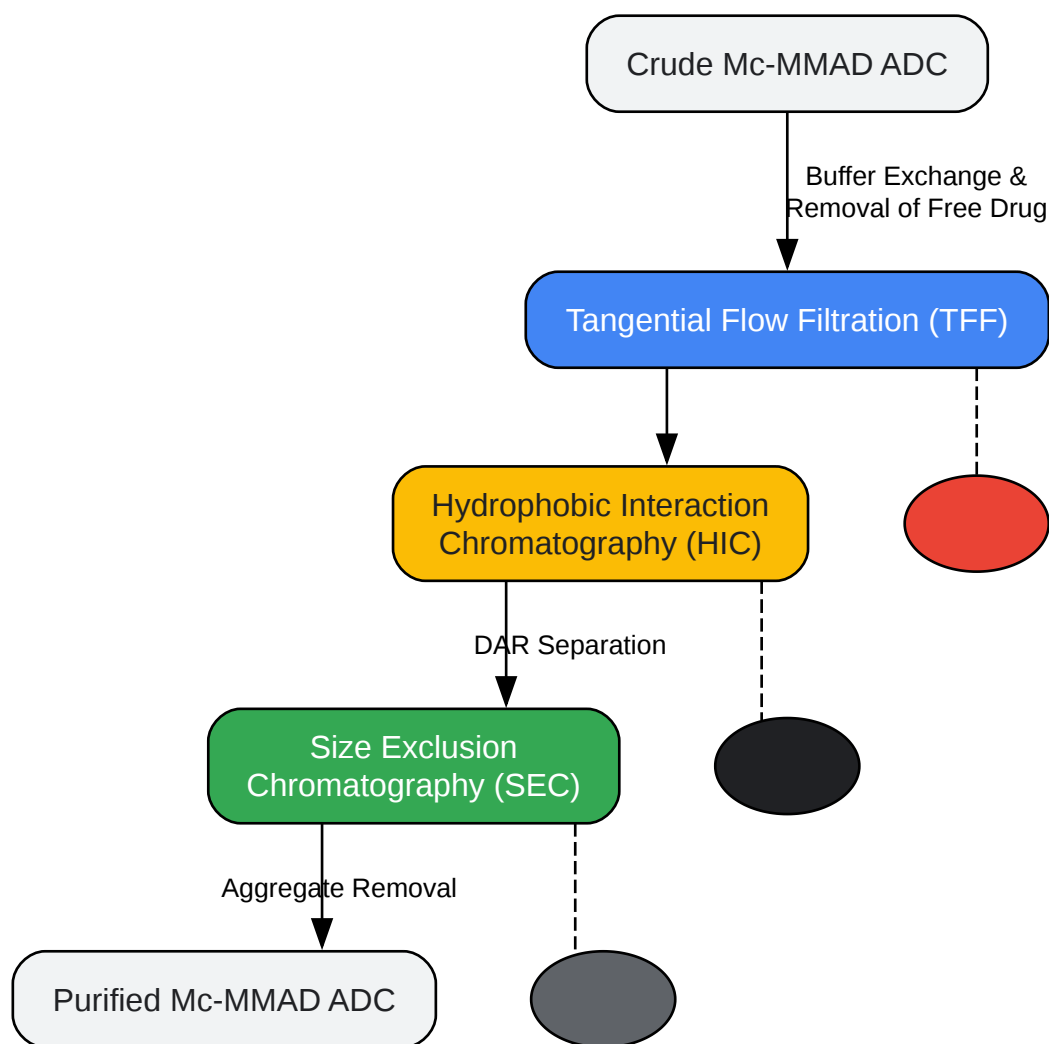 Crude Mc-MMAD ADC
Buffer Exchange &
Removal of Free Drug
Tangential Flow Filtration (TFF)
Hydrophobic Interaction
Chromatography (HIC)
DAR Separation
Size Exclusion
Chromatography (SEC)
Aggregate Removal
Purified Mc-MMAD ADC